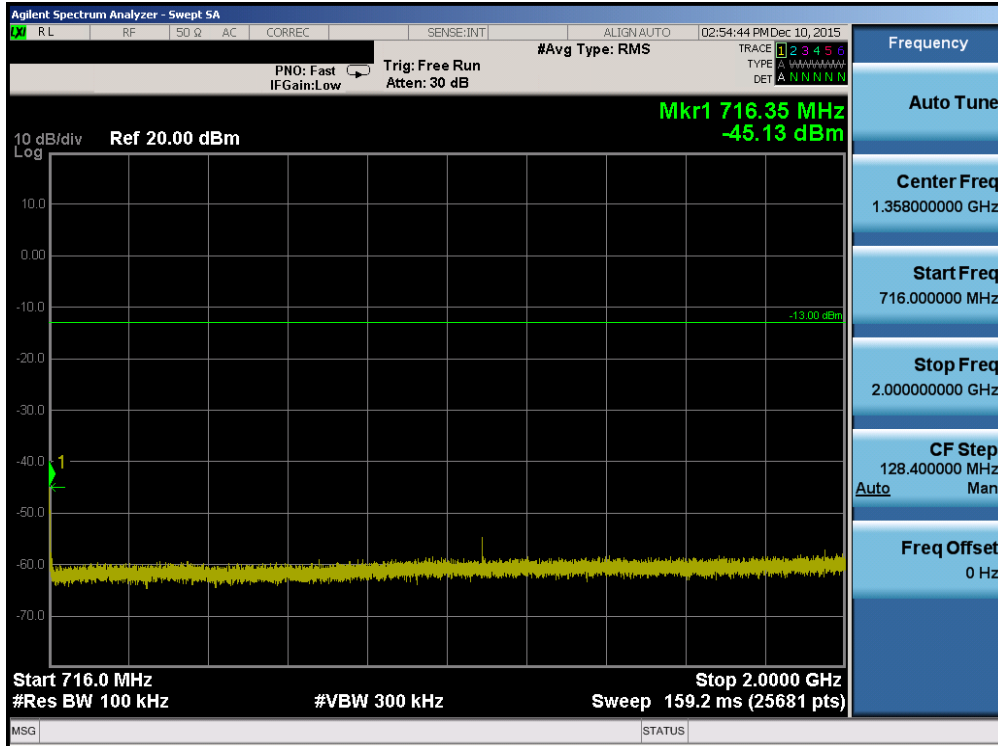 Agilent Spectrum Analyzer - Swept SA
LXI RL RF 50 Ω AC CORREC SENSE:INT ALIGN AUTO 02:54:44 PM Dec 10, 2015
#Avg Type: RMS TRACE 1 2 3 4 5 6
PNO: Fast Trig: Free Run TYPE A WWWWW
IFGain:Low Atten: 30 dB DET A N N N N N
Mkr1 716.35 MHz
10 dB/div Ref 20.00 dBm -45.13 dBm
Log
10.0
0.00
-10.0
-13.00 dBm
-20.0
-30.0
-40.0
1
-50.0
-60.0
-70.0
Start 716.0 MHz Stop 2.0000 GHz
#Res BW 100 kHz #VBW 300 kHz Sweep 159.2 ms (25681 pts)
MSG STATUS
Frequency
Auto Tune
Center Freq
1.358000000 GHz
Start Freq
716.000000 MHz
Stop Freq
2.000000000 GHz
CF Step
128.400000 MHz
Auto Man
Freq Offset
0 Hz